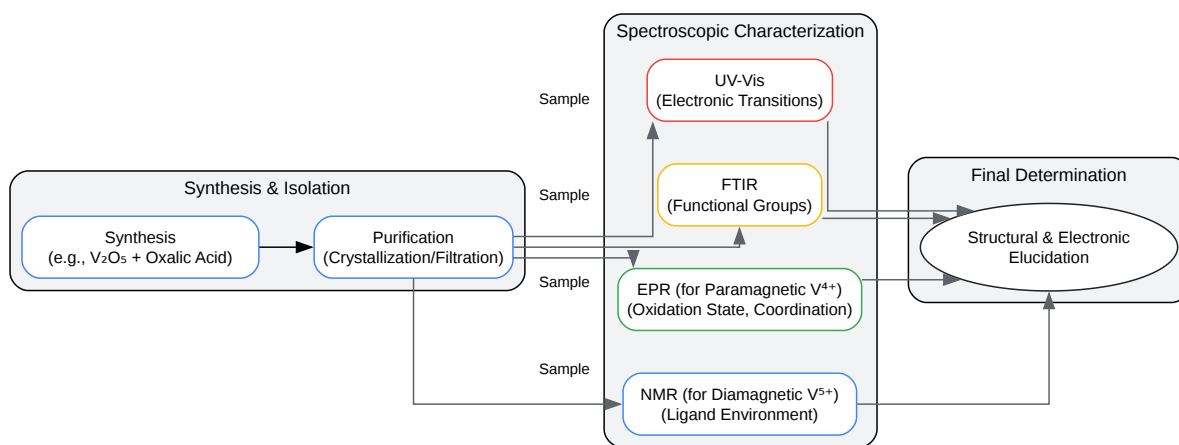 Synthesis & Isolation
Synthesis
(e.g., V₂O₅ + Oxalic Acid)
Purification
(Crystallization/Filtration)
Sample
Sample
Sample
Sample
Spectroscopic Characterization
UV-Vis
(Electronic Transitions)
FTIR
(Functional Groups)
EPR (for Paramagnetic V⁴⁺)
(Oxidation State, Coordination)
NMR (for Diamagnetic V⁵⁺)
(Ligand Environment)
Final Determination
Structural & Electronic
Elucidation